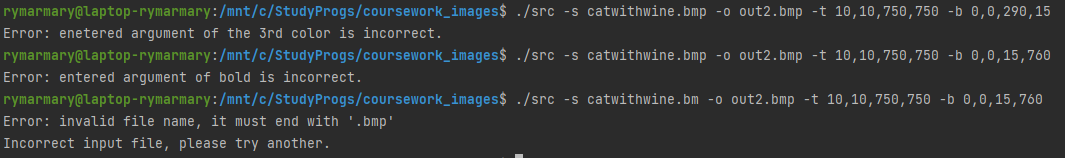 rymarmary@laptop-rymarmary:/mnt/c/StudyProgs/coursework_images$ ./src -s catwithwine.bmp -o out2.bmp -t 10,10,750,750 -b 0,0,290,15
Error: enetered argument of the 3rd color is incorrect.
rymarmary@laptop-rymarmary:/mnt/c/StudyProgs/coursework_images$ ./src -s catwithwine.bmp -o out2.bmp -t 10,10,750,750 -b 0,0,15,760
Error: entered argument of bold is incorrect.
rymarmary@laptop-rymarmary:/mnt/c/StudyProgs/coursework_images$ ./src -s catwithwine.bm -o out2.bmp -t 10,10,750,750 -b 0,0,15,760
Error: invalid file name, it must end with '.bmp'
Incorrect input file, please try another.